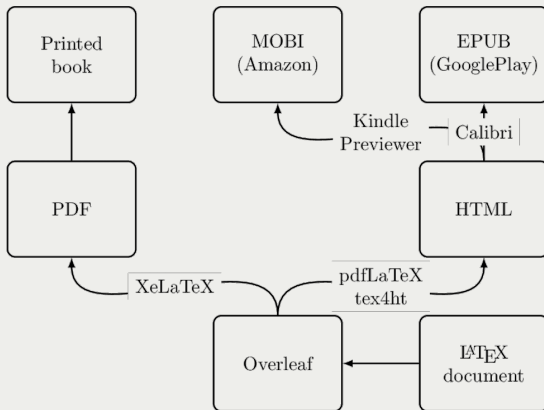 Printed
book
MOBI
(Amazon)
EPUB
(GooglePlay)
Kindle
Previewer
Calibri
PDF
HTML
XeLaTeX
pdfLaTeX
tex4ht
Overleaf
LATEX
document